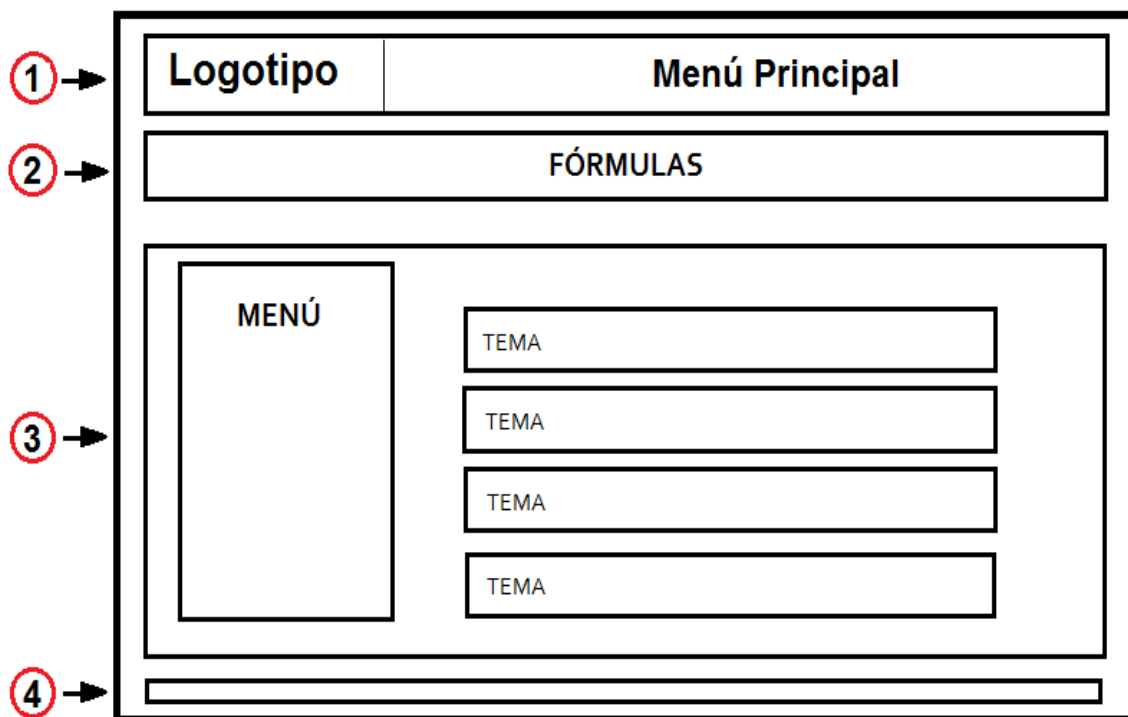 1
Logotipo
Menú Principal
2
FÓRMULAS
3
MENÚ
TEMA
TEMA
TEMA
TEMA
4